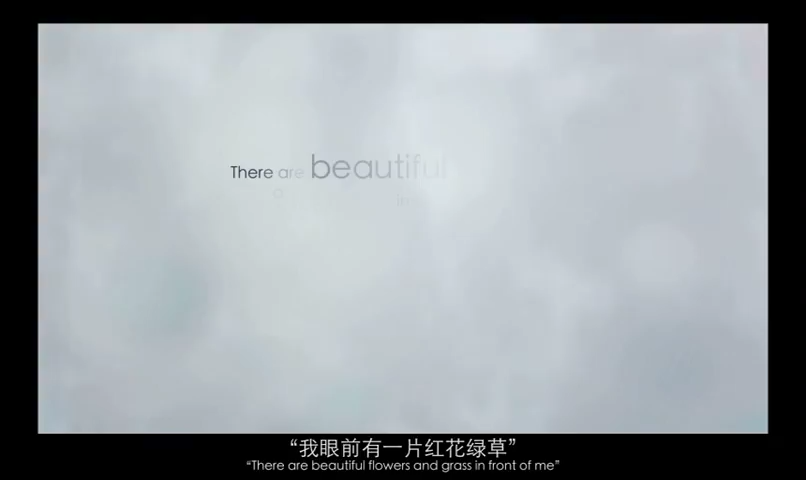 There are beautiful
in
“我眼前有一片红花绿草”
“There are beautiful flowers and grass in front of me”